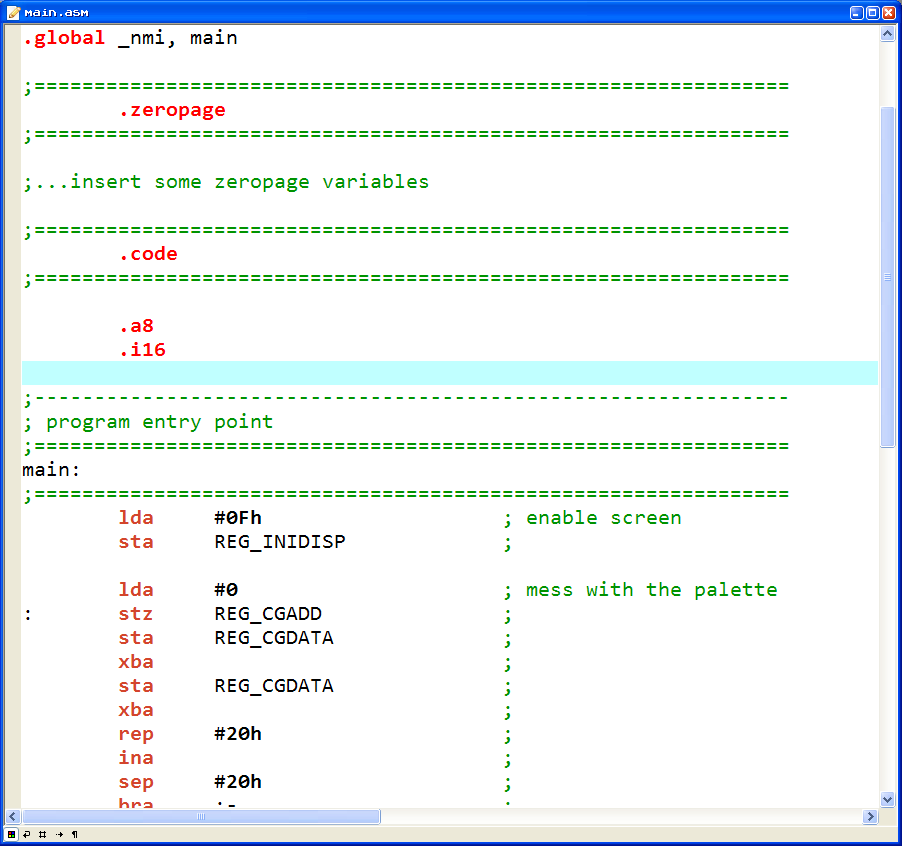 main.asm
.global _nmi, main
;===============================================================
.zeropage
;===============================================================
;...insert some zeropage variables
;===============================================================
.code
;===============================================================
.a8
.i16
;---------------------------------------------------------------
; program entry point
;===============================================================
main:
;===============================================================
lda #0Fh ; enable screen
sta REG_INIDISP ;
lda #0 ; mess with the palette
: stz REG_CGADD ;
sta REG_CGDATA ;
xba ;
sta REG_CGDATA ;
xba ;
rep #20h ;
ina ;
sep #20h ;
bra :- ;